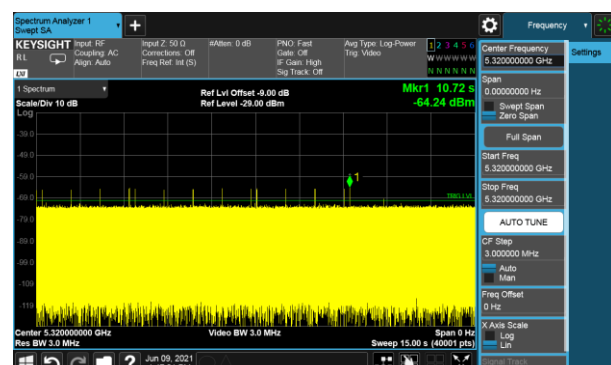 Spectrum Analyzer 1
Swept SA
+
Frequency
KEYSIGHT
Input: RF
Coupling: AC
Align: Auto
Input Z: 50 Ω
Corrections: Off
Freq Ref: Int (S)
#Atten: 0 dB
PNO: Fast
Gate: Off
IF Gain: High
Sig Track: Off
Avg Type: Log-Power
Trig: Video
1 2 3 4 5 6
W W W W W W
N N N N N N
RL
LXI
Settings
1 Spectrum
Scale/Div 10 dB
Log
Ref Lvl Offset -9.00 dB
Ref Level -29.00 dBm
Mkr1 10.72 s
-64.24 dBm
-39.0
-49.0
-59.0
-69.0
-79.0
-89.0
-99.0
-109
-119
1
TRIG LVL
Center 5.320000000 GHz
Res BW 3.0 MHz
Video BW 3.0 MHz
Span 0 Hz
Sweep 15.00 s (40001 pts)
Center Frequency
5.320000000 GHz
Span
0.00000000 Hz
Swept Span
Zero Span
Full Span
Start Freq
5.320000000 GHz
Stop Freq
5.320000000 GHz
AUTO TUNE
CF Step
3.000000 MHz
Auto
Man
Freq Offset
0 Hz
X Axis Scale
Log
Lin
Signal Track
?
Jun 09, 2021